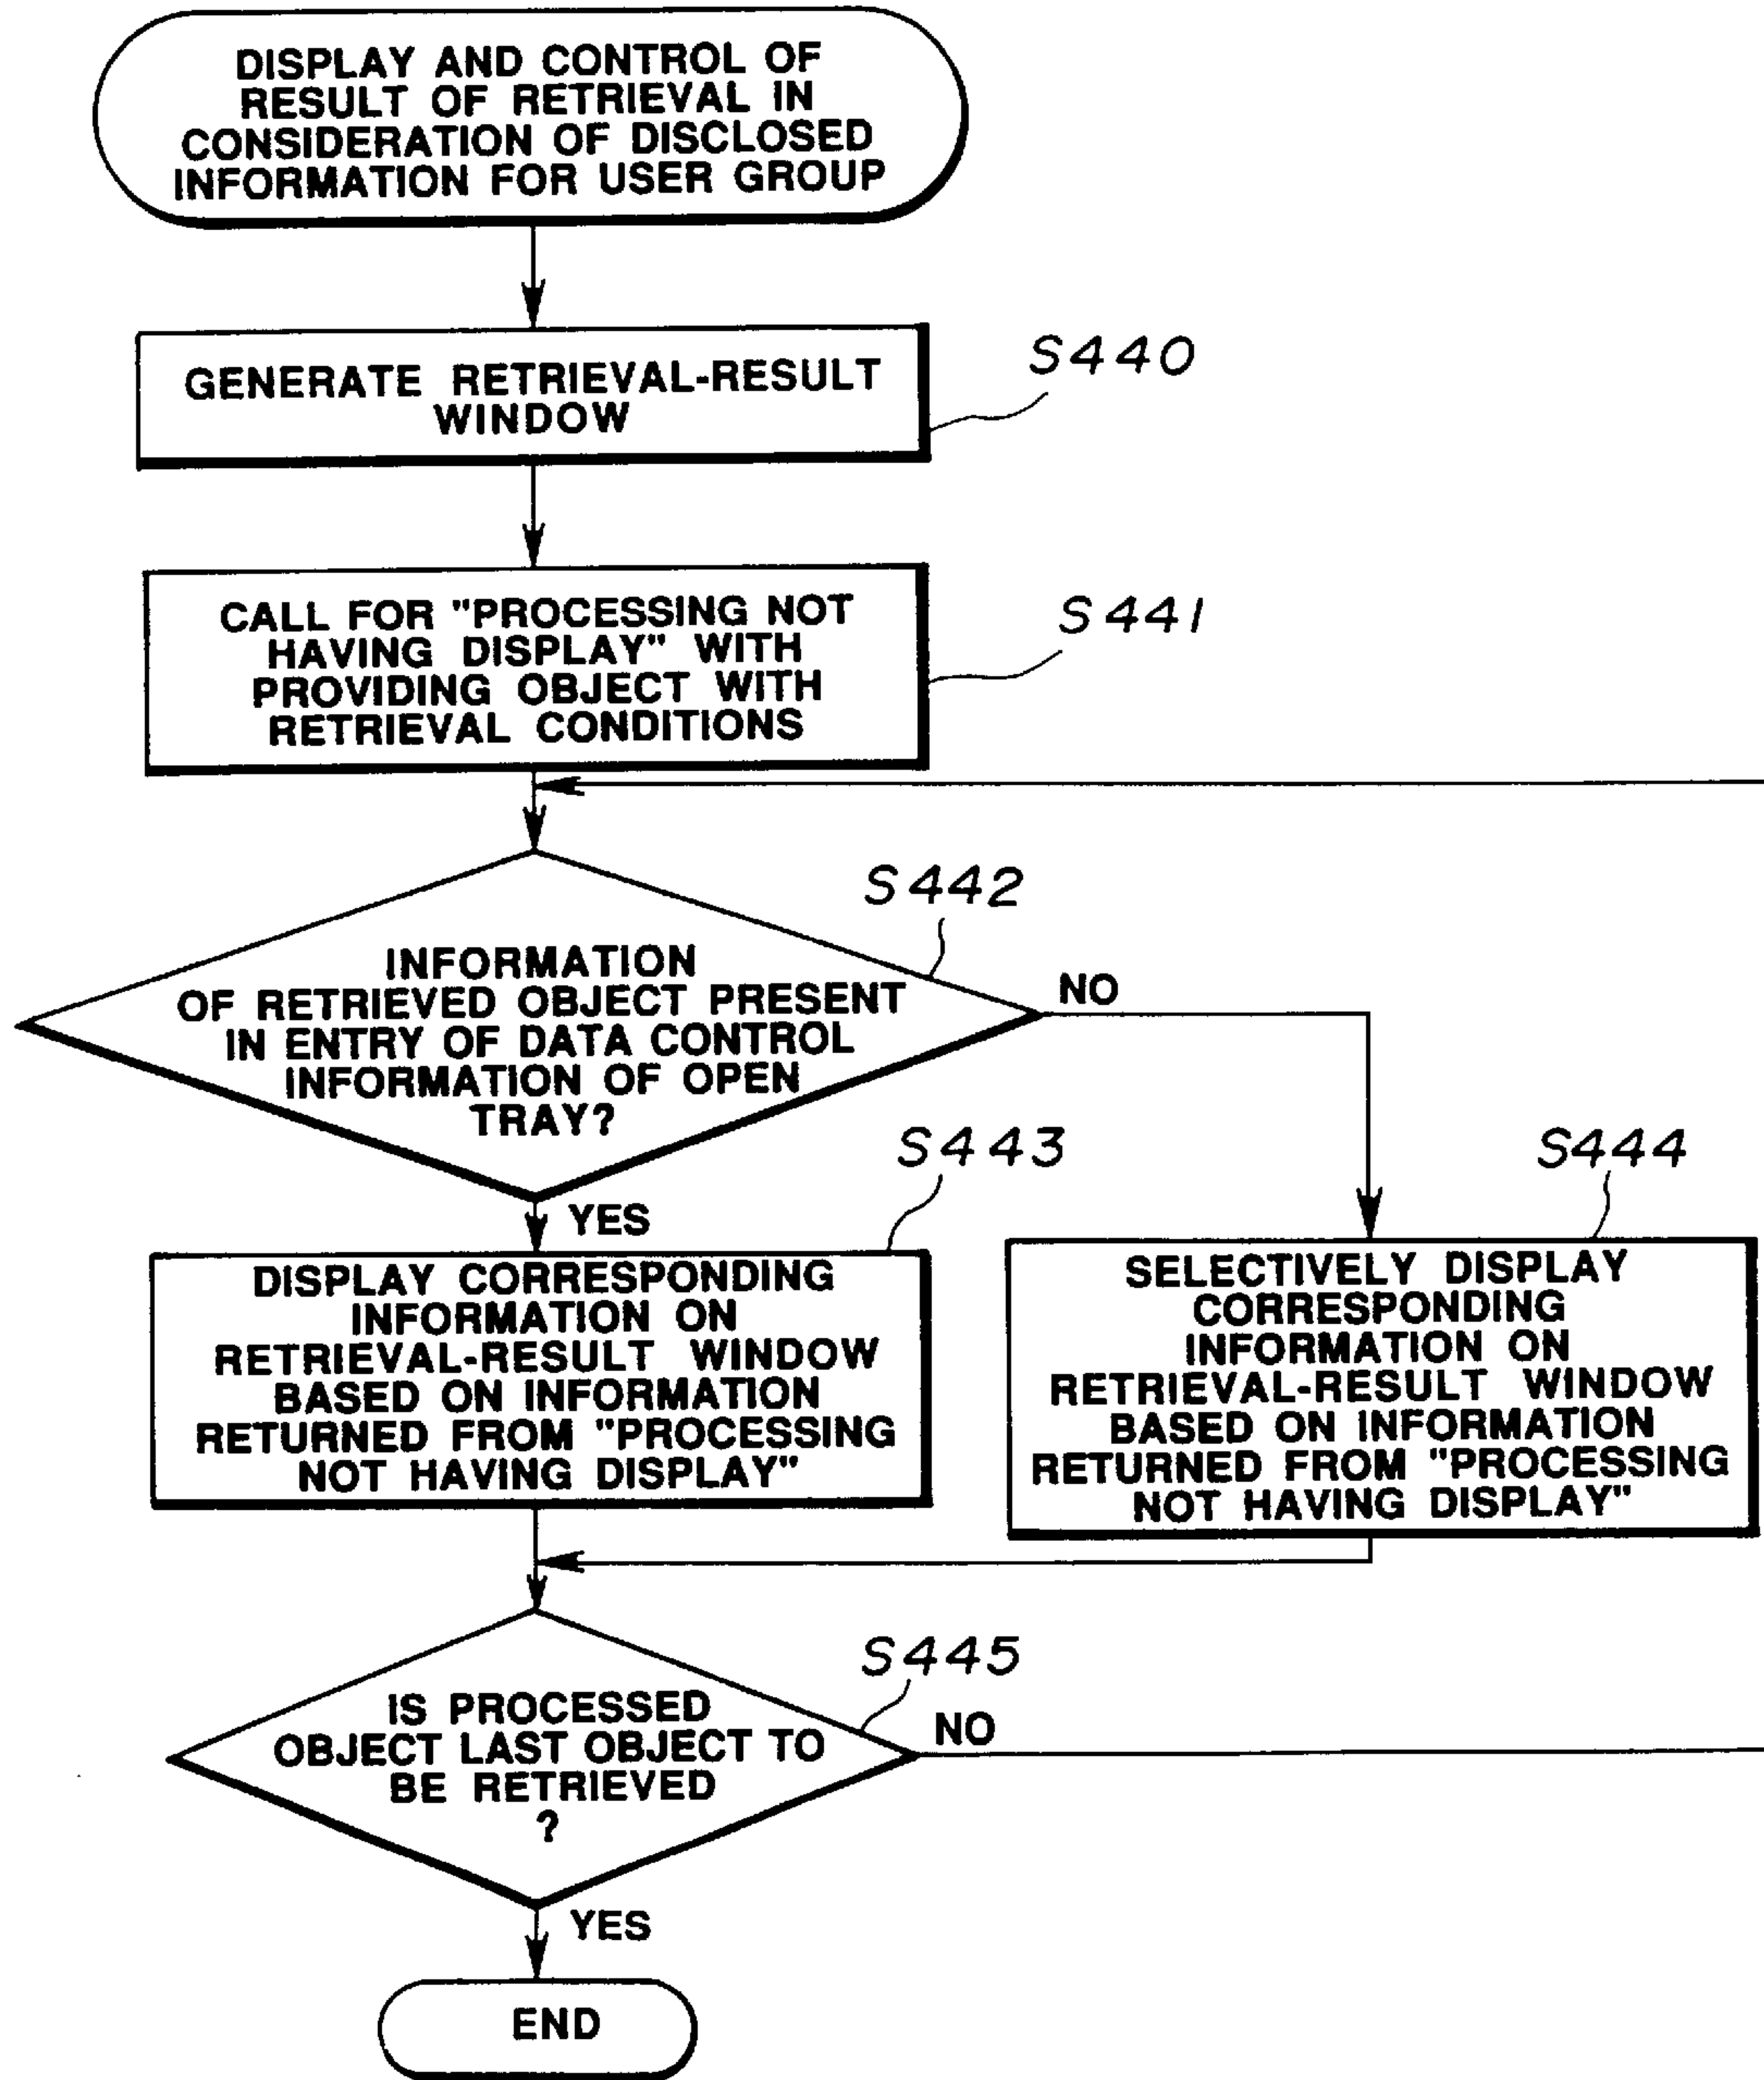 DISPLAY AND CONTROL OF
RESULT OF RETRIEVAL IN
CONSIDERATION OF DISCLOSED
INFORMATION FOR USER GROUP
GENERATE RETRIEVAL-RESULT
WINDOW
S440
CALL FOR "PROCESSING NOT
HAVING DISPLAY" WITH
PROVIDING OBJECT WITH
RETRIEVAL CONDITIONS
S441
S442
INFORMATION
OF RETRIEVED OBJECT PRESENT
IN ENTRY OF DATA CONTROL
INFORMATION OF OPEN
TRAY?
NO
YES
S443
DISPLAY CORRESPONDING
INFORMATION ON
RETRIEVAL-RESULT WINDOW
BASED ON INFORMATION
RETURNED FROM "PROCESSING
NOT HAVING DISPLAY"
S444
SELECTIVELY DISPLAY
CORRESPONDING
INFORMATION ON
RETRIEVAL-RESULT WINDOW
BASED ON INFORMATION
RETURNED FROM "PROCESSING
NOT HAVING DISPLAY"
S445
IS PROCESSED
OBJECT LAST OBJECT TO
BE RETRIEVED
?
NO
YES
END